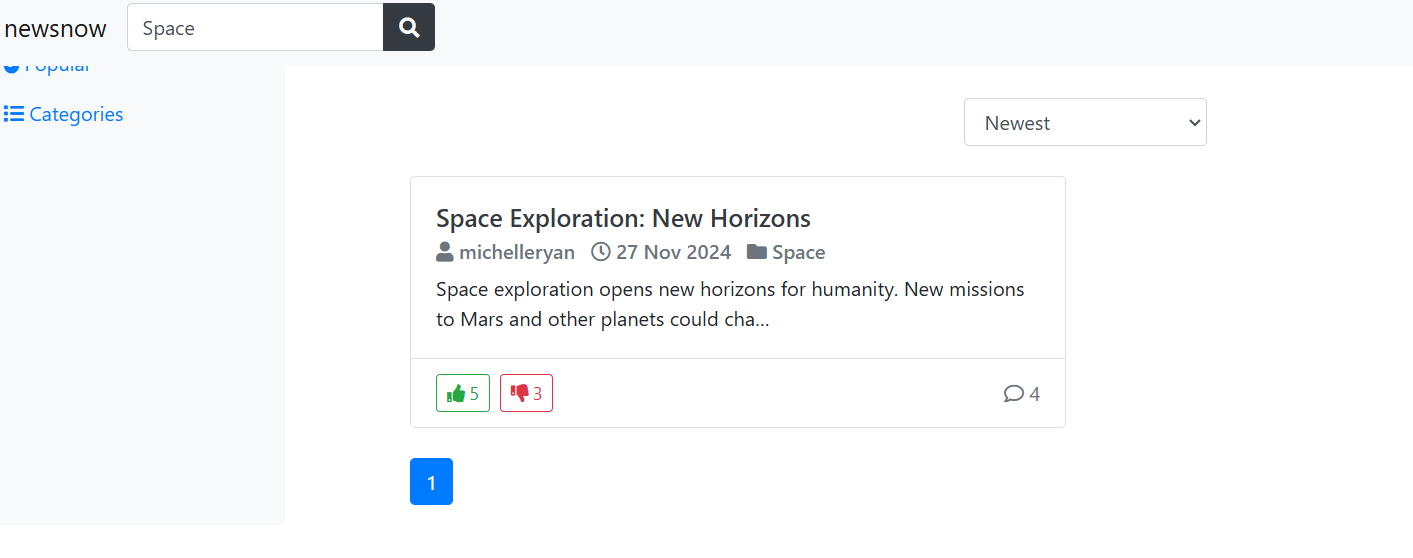 newsnow
Space
Popular
Categories
Newest
Space Exploration: New Horizons
michelleryan 27 Nov 2024 Space
Space exploration opens new horizons for humanity. New missions
to Mars and other planets could cha...
5 3 4
1